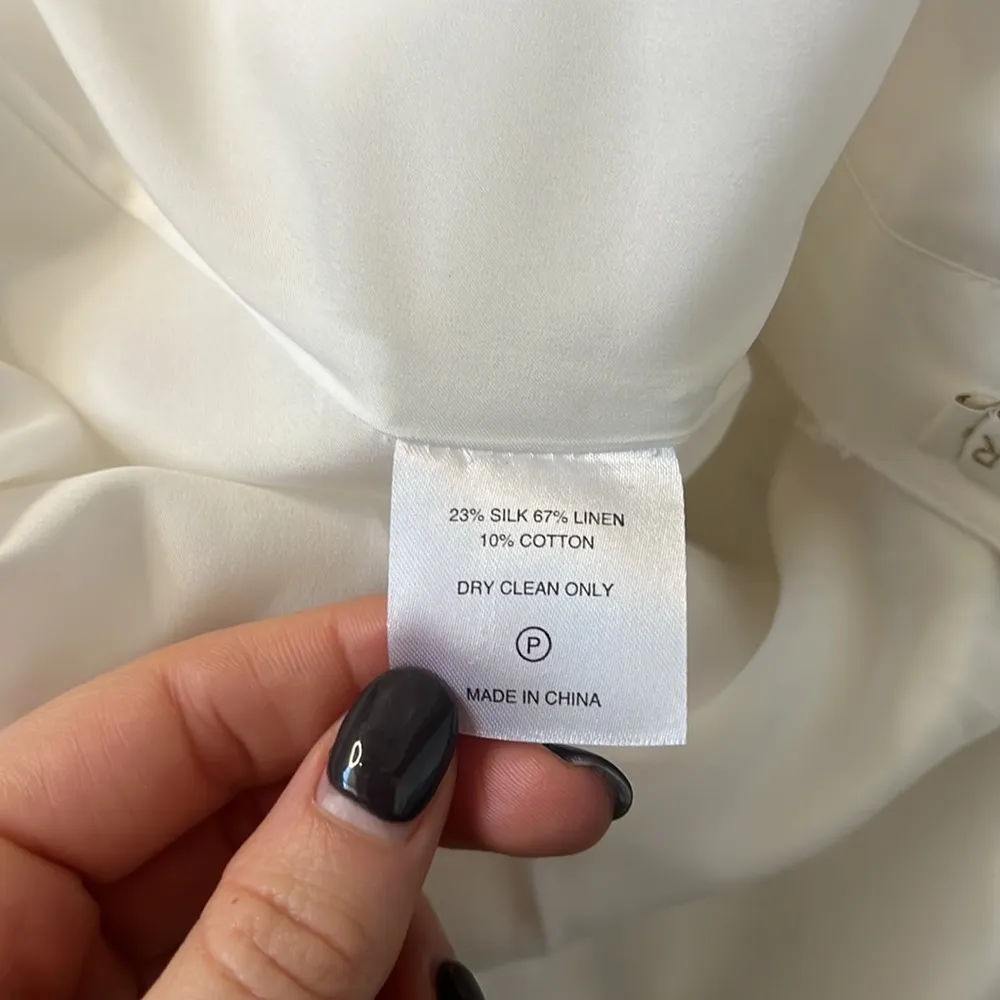 23% SILK 67% LINEN
10% COTTON
DRY CLEAN ONLY
P
MADE IN CHINA
R